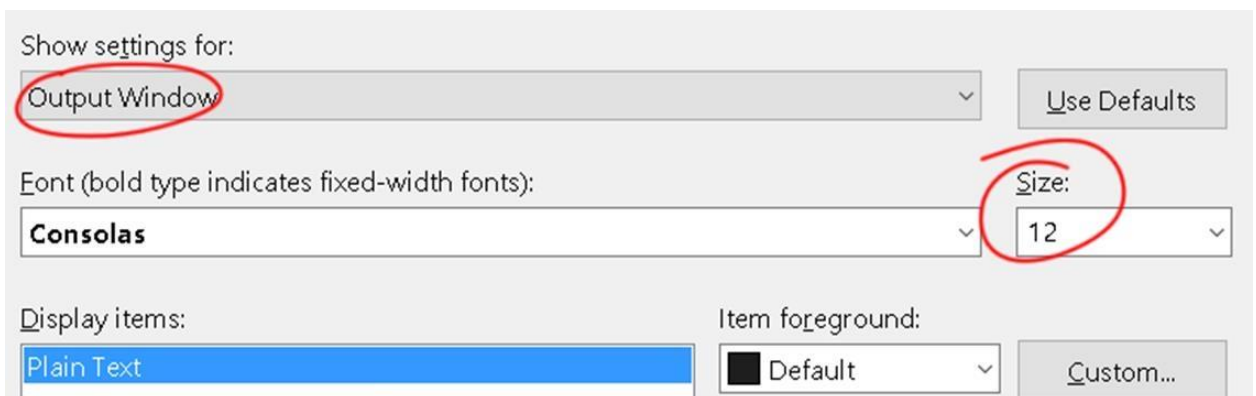 Show settings for:
Output Window
Use Defaults
Font (bold type indicates fixed-width fonts):
Size:
Consolas
12
Display items:
Item foreground:
Plain Text
Default
Custom...